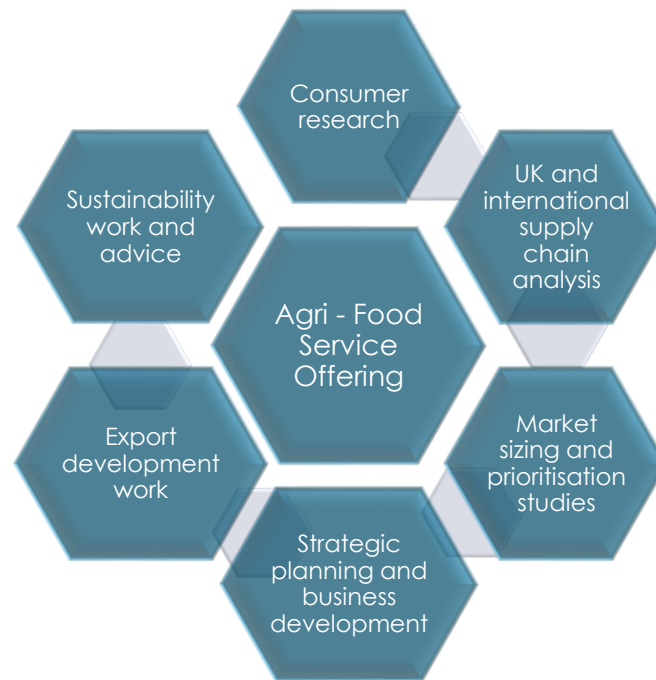 Consumer
research
UK and
international
supply
chain
analysis
Market
sizing and
prioritisation
studies
Strategic
planning and
business
development
Export
development
work
Sustainability
work and
advice
Agri - Food
Service
Offering